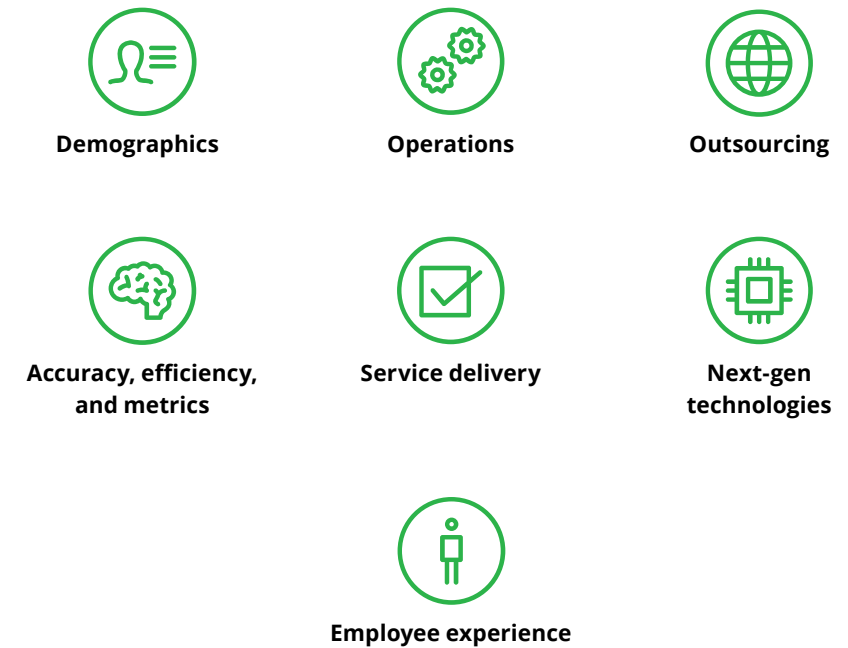 Demographics
Operations
Outsourcing
Accuracy, efficiency,
and metrics
Service delivery
Next-gen
technologies
Employee experience